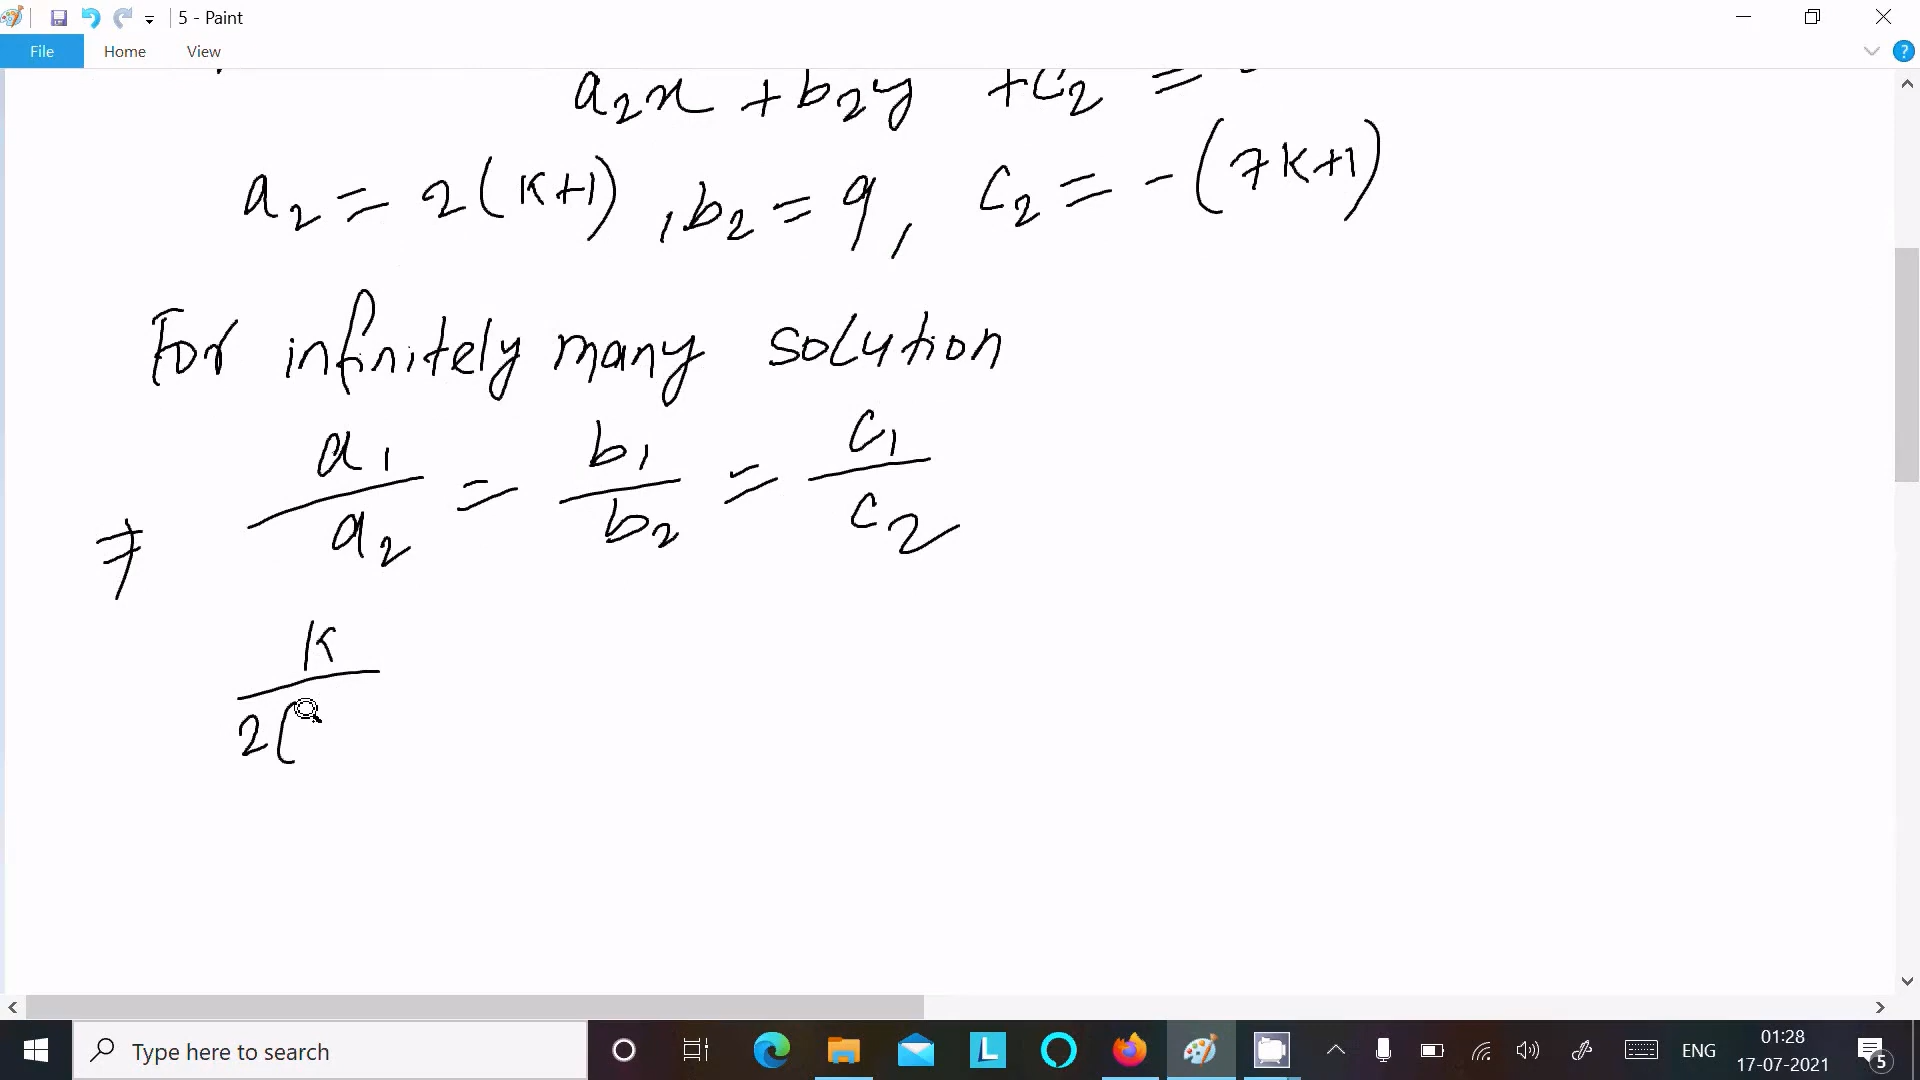 5 - Paint
File Home View
a2x + b2y + c2 =
a2 = 2(k+1), b2 = 9, c2 = -(7k+1)
For infinitely many solution
⇒ a1/a2 = b1/b2 = c1/c2
k/2(
Type here to search
ENG
01:28
17-07-2021
5